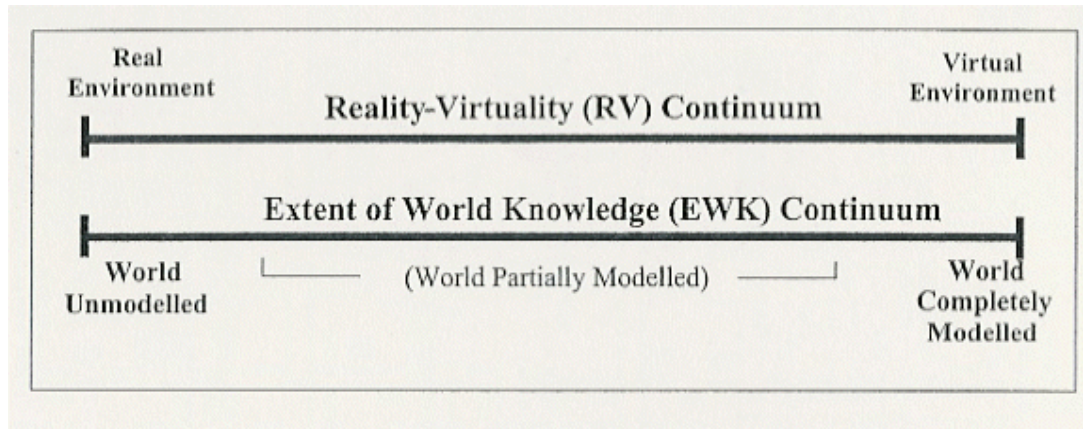 Real
Environment
Virtual
Environment
Reality-Virtuality (RV) Continuum
Extent of World Knowledge (EWK) Continuum
World
Unmodelled
(World Partially Modelled)
World
Completely
Modelled